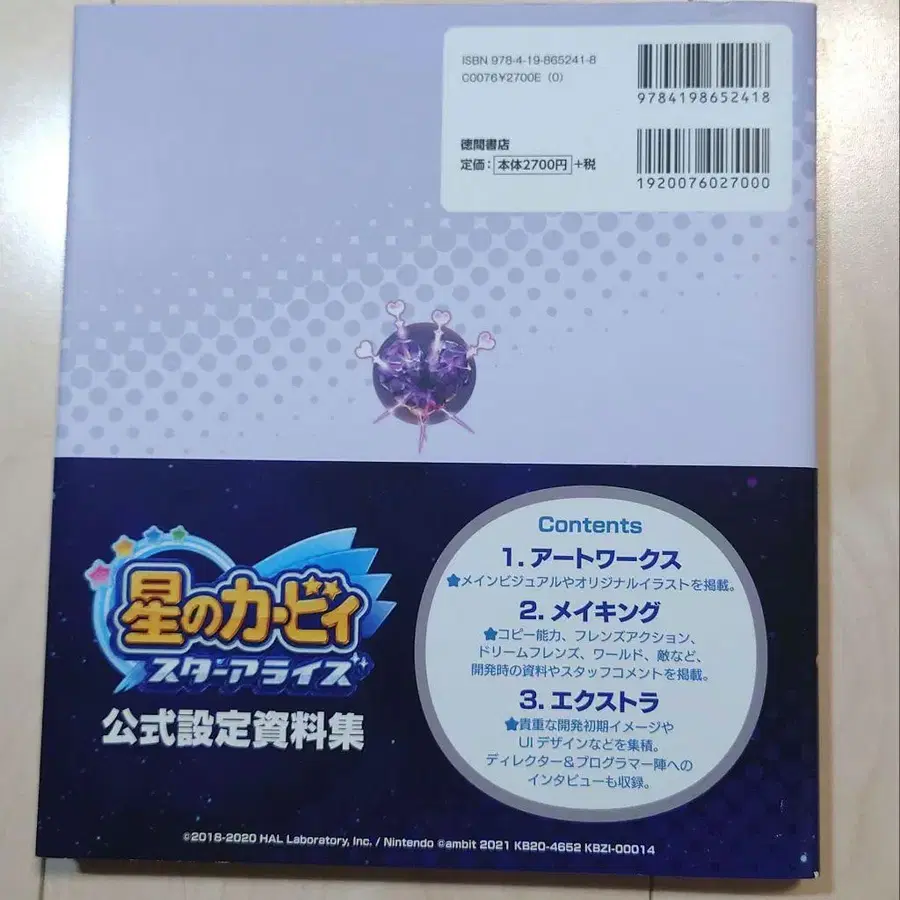 ISBN 978-4-19-865241-8
C0076 ¥2700E (0)
9784198652418
徳間書店
定価：本体2700円+税
1920076027000
星のカービィ
スターアライズ
公式設定資料集
Contents
1. アートワークス
★メインビジュアルやオリジナルイラストを掲載。
2. メイキング
★コピー能力、フレンズアクション、
ドリームフレンズ、ワールド、敵など、
開発時の資料やスタッフコメントを掲載。
3. エクストラ
★貴重な開発初期イメージや
UIデザインなどを集積。
ディレクター＆プログラマー陣への
インタビューも収録。
©2018-2020 HAL Laboratory, Inc. / Nintendo ©ambit 2021 KB20-4652 KBZI-00014